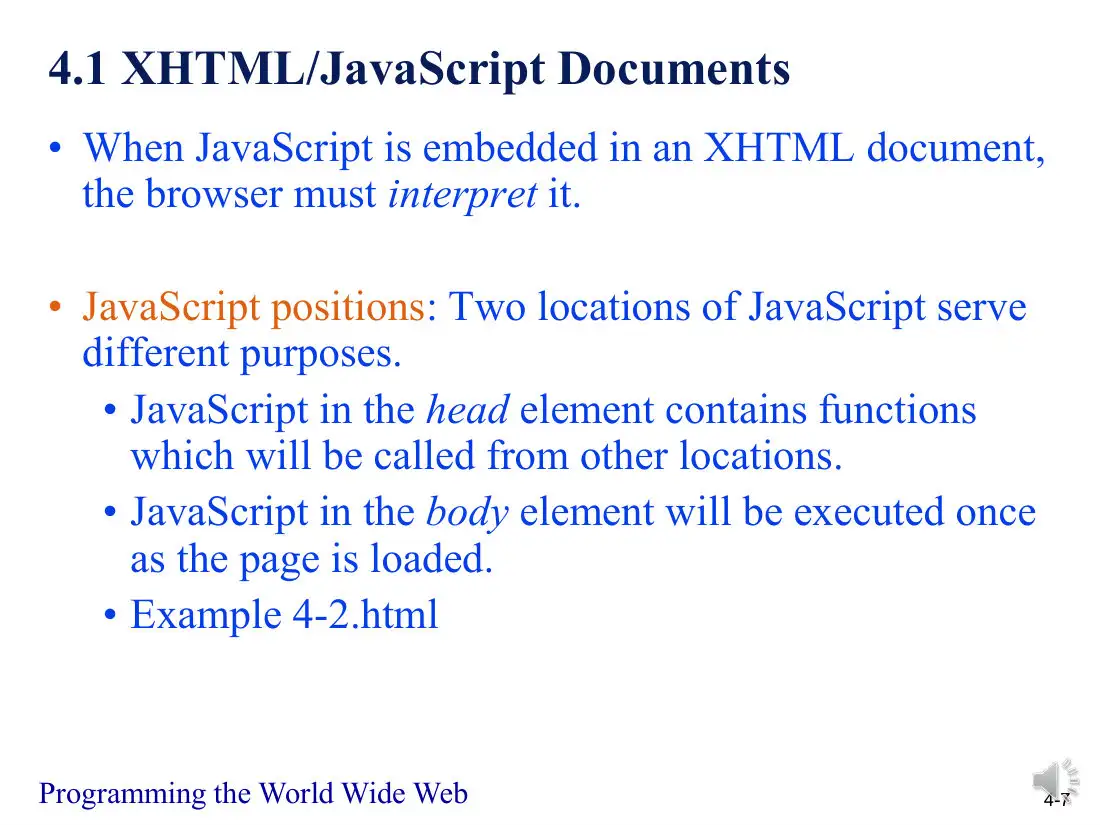 4.1 XHTML/JavaScript Documents
• When JavaScript is embedded in an XHTML document,
the browser must interpret it.
• JavaScript positions: Two locations of JavaScript serve
different purposes.
• JavaScript in the head element contains functions
which will be called from other locations.
• JavaScript in the body element will be executed once
as the page is loaded.
• Example 4-2.html
Programming the World Wide Web
4-7